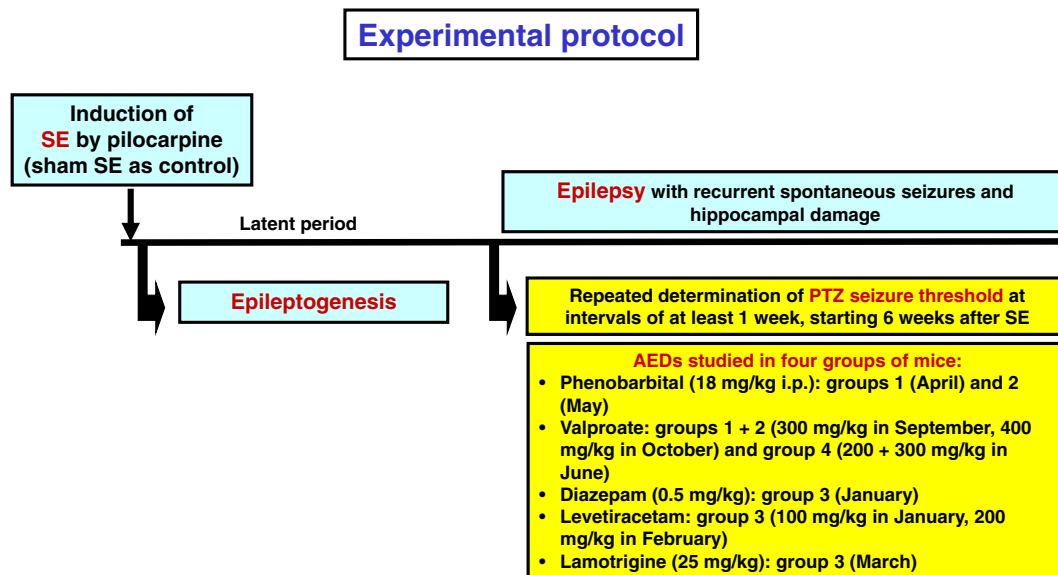 Experimental protocol
Induction of
SE by pilocarpine
(sham SE as control)
Epilepsy with recurrent spontaneous seizures and
hippocampal damage
Latent period
Epileptogenesis
Repeated determination of PTZ seizure threshold at
intervals of at least 1 week, starting 6 weeks after SE
AEDs studied in four groups of mice:
• Phenobarbital (18 mg/kg i.p.): groups 1 (April) and 2
(May)
• Valproate: groups 1 + 2 (300 mg/kg in September, 400
mg/kg in October) and group 4 (200 + 300 mg/kg in
June)
• Diazepam (0.5 mg/kg): group 3 (January)
• Levetiracetam: group 3 (100 mg/kg in January, 200
mg/kg in February)
• Lamotrigine (25 mg/kg): group 3 (March)